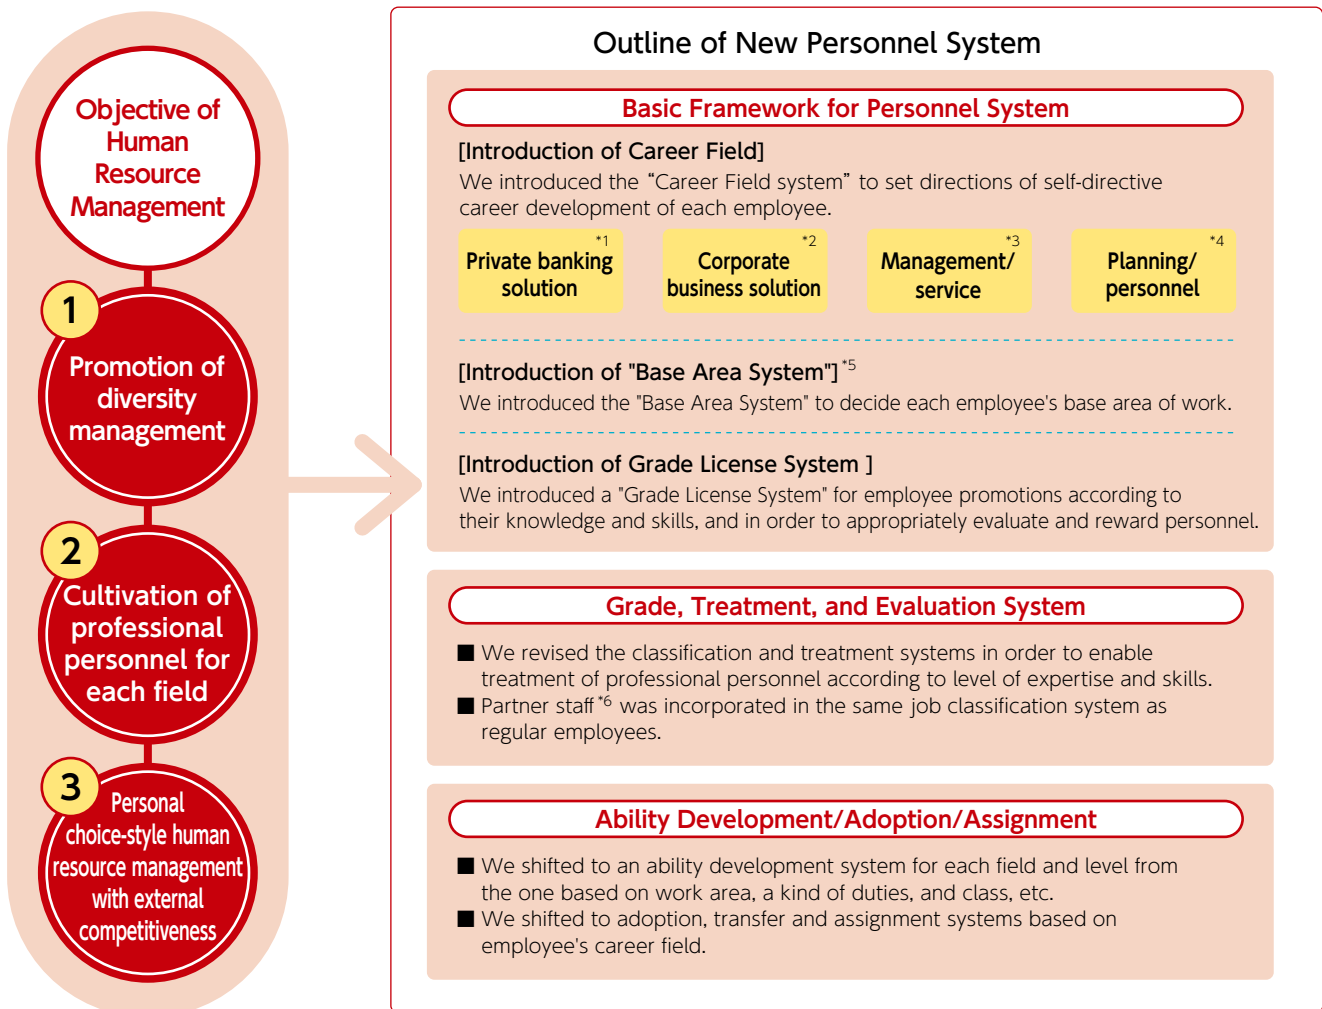 Objective of
Human
Resource
Management
1
Promotion of
diversity
management
2
Cultivation of
professional
personnel for
each field
3
Personal
choice-style human
resource management
with external
competitiveness
Outline of New Personnel System
Basic Framework for Personnel System
[Introduction of Career Field]
We introduced the “Career Field system” to set directions of self-directive
career development of each employee.
*1
Private banking
solution
*2
Corporate
business solution
*3
Management/
service
*4
Planning/
personnel
[Introduction of "Base Area System"] *5
We introduced the "Base Area System" to decide each employee's base area of work.
[Introduction of Grade License System ]
We introduced a "Grade License System" for employee promotions according to
their knowledge and skills, and in order to appropriately evaluate and reward personnel.
Grade, Treatment, and Evaluation System
■ We revised the classification and treatment systems in order to enable
treatment of professional personnel according to level of expertise and skills.
■ Partner staff *6 was incorporated in the same job classification system as
regular employees.
Ability Development/Adoption/Assignment
■ We shifted to an ability development system for each field and level from
the one based on work area, a kind of duties, and class, etc.
■ We shifted to adoption, transfer and assignment systems based on
employee's career field.